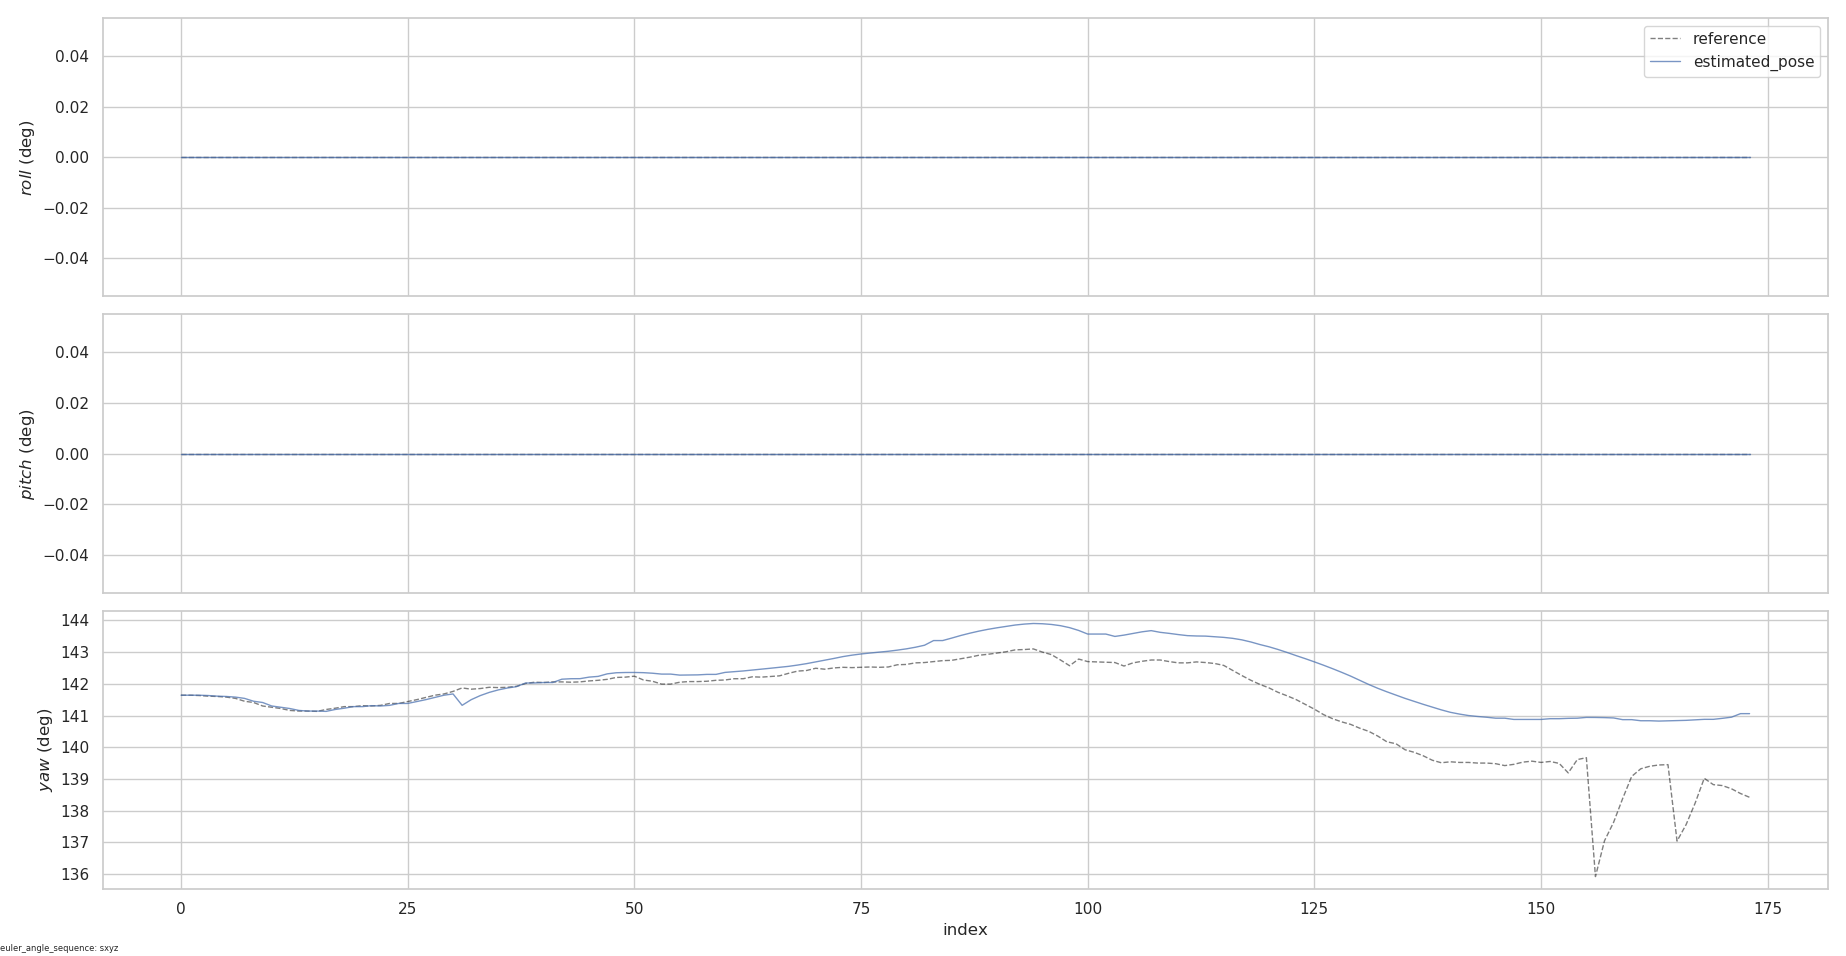 reference
estimated_pose
0.04
0.02
0.00
−0.02
−0.04
roll (deg)
0.04
0.02
0.00
−0.02
−0.04
pitch (deg)
144
143
142
141
140
139
138
137
136
yaw (deg)
0 25 50 75 100 125 150 175
index
euler_angle_sequence: sxyz